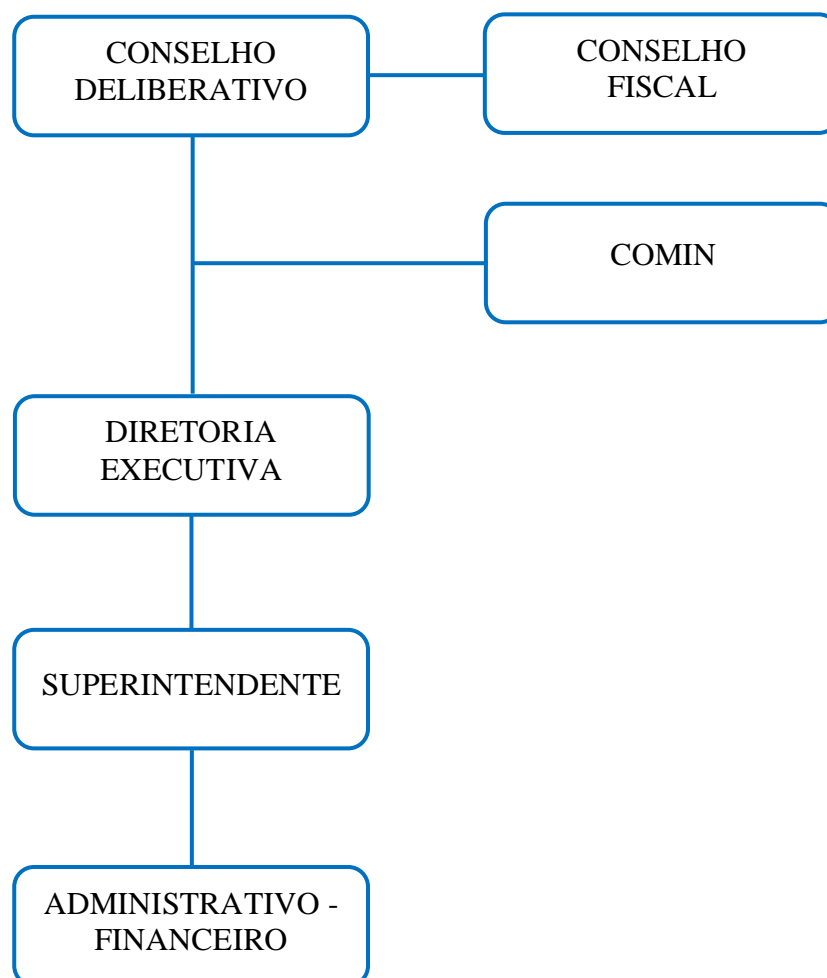 CONSELHO
DELIBERATIVO
CONSELHO
FISCAL
COMIN
DIRETORIA
EXECUTIVA
SUPERINTENDENTE
ADMINISTRATIVO -
FINANCEIRO